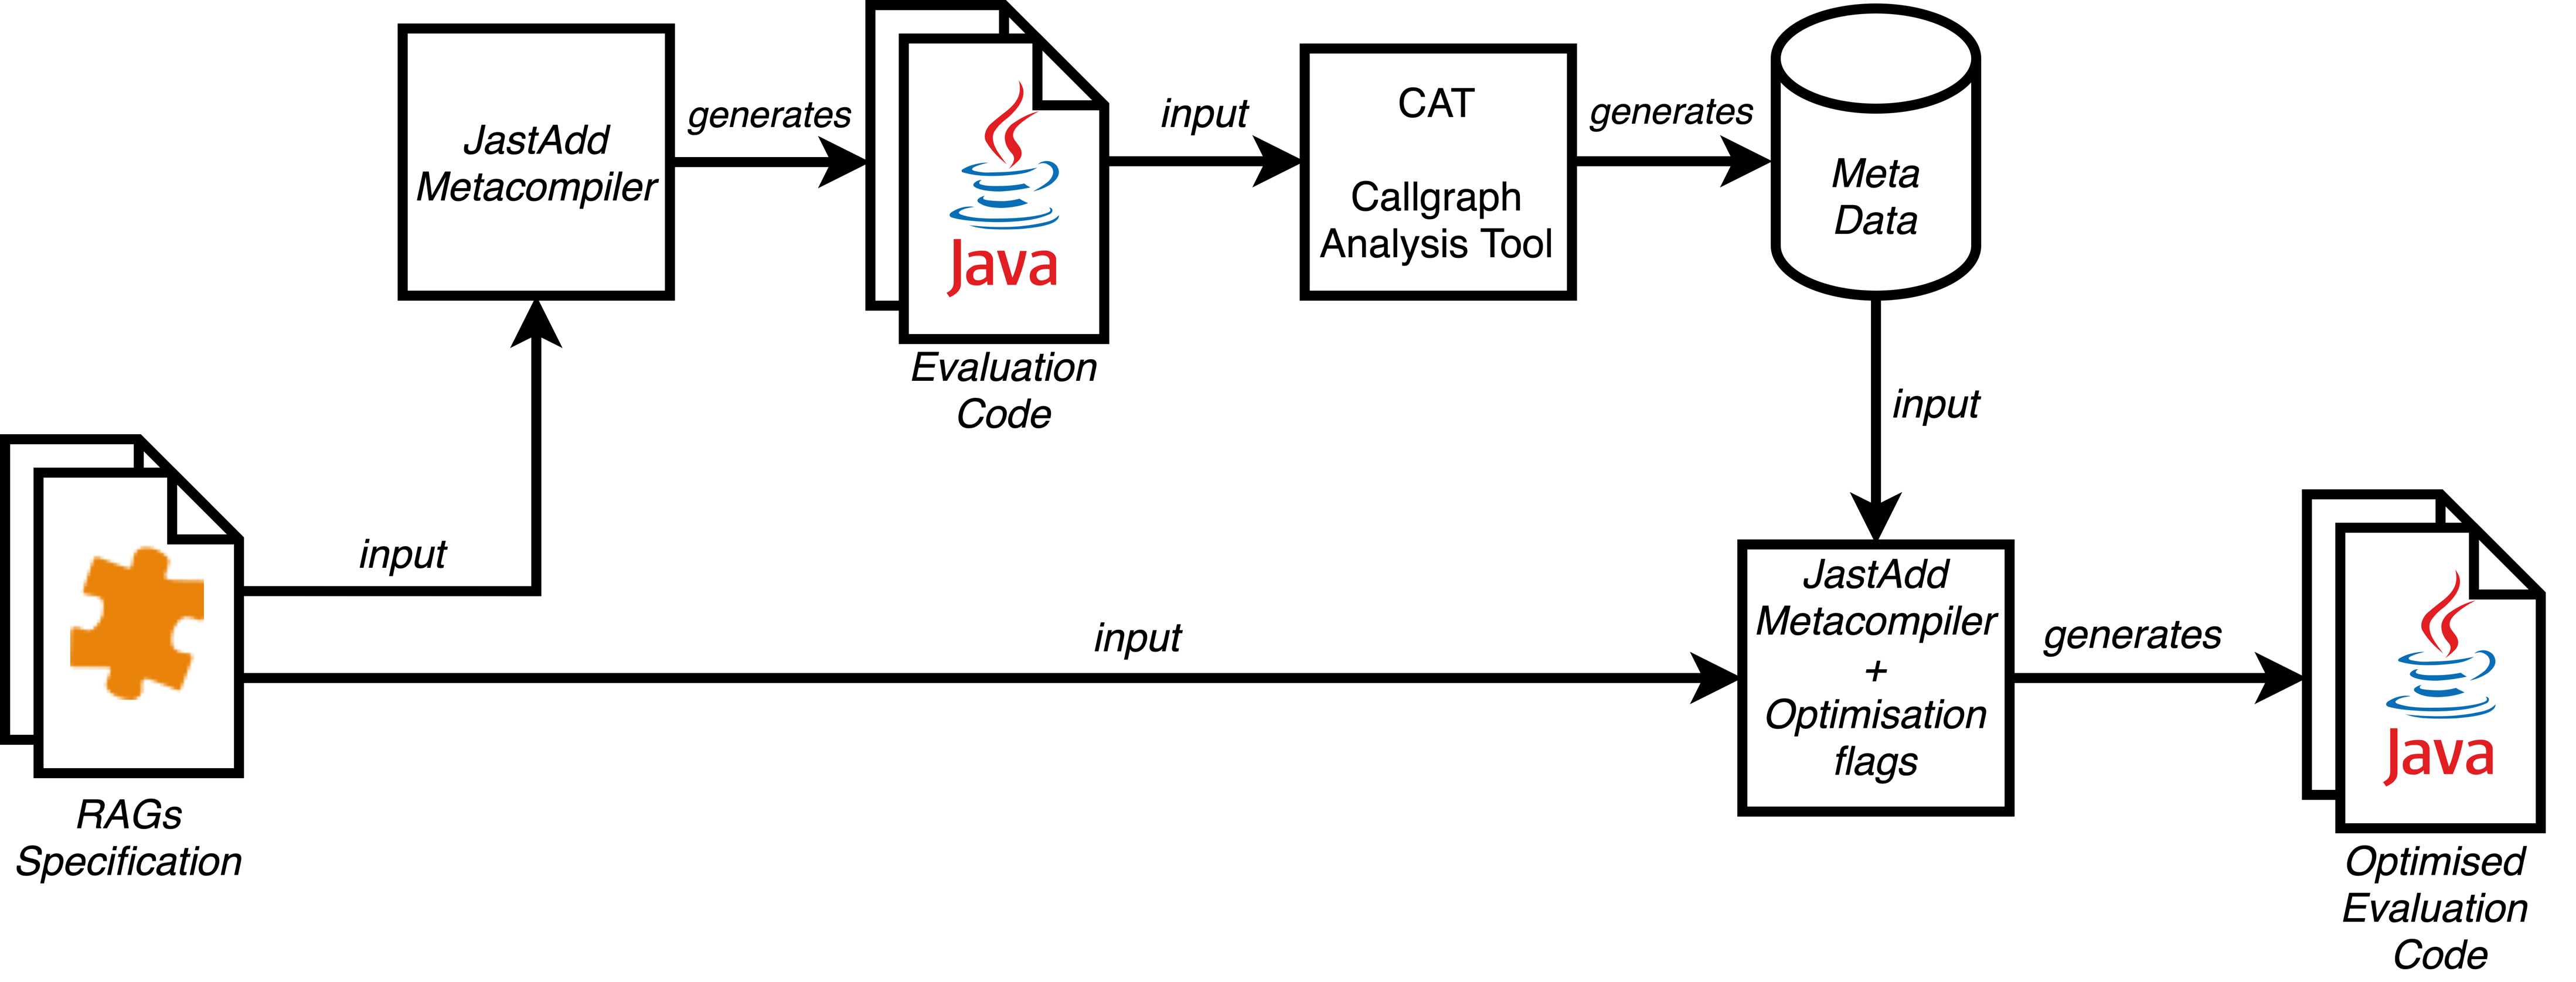 JastAdd
Metacompiler
generates
Java
Evaluation
Code
input
CAT
Callgraph
Analysis Tool
generates
Meta
Data
input
RAGs
Specification
input
input
JastAdd
Metacompiler
+
Optimisation
flags
generates
Java
Optimised
Evaluation
Code